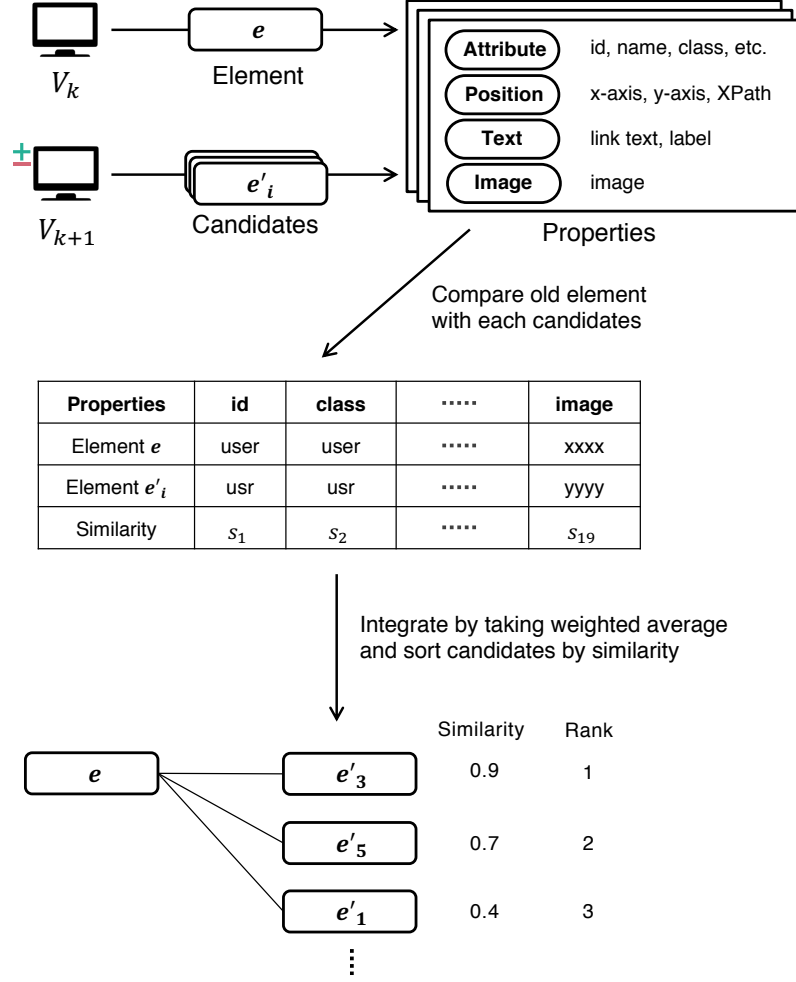 e
V_k
Element
Attribute id, name, class, etc.
Position x-axis, y-axis, XPath
Text link text, label
Image image
±
e′_i
V_{k+1}
Candidates
Properties
Compare old element
with each candidates
Properties id class ····· image
Element e user user ····· xxxx
Element e′_i usr usr ····· yyyy
Similarity s_1 s_2 ····· s_19
Integrate by taking weighted average
and sort candidates by similarity
Similarity Rank
e e′_3 0.9 1
e′_5 0.7 2
e′_1 0.4 3